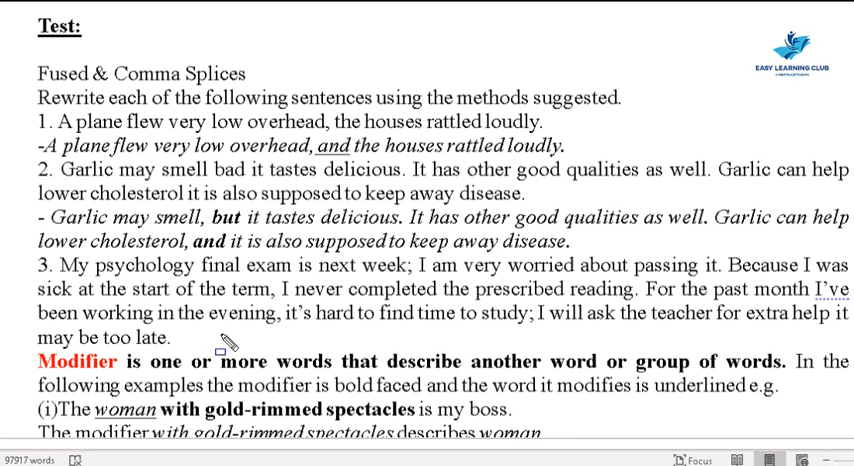 Test:
EASY LEARNING CLUB
Fused & Comma Splices
Rewrite each of the following sentences using the methods suggested.
1. A plane flew very low overhead, the houses rattled loudly.
-A plane flew very low overhead, and the houses rattled loudly.
2. Garlic may smell bad it tastes delicious. It has other good qualities as well. Garlic can help
lower cholesterol it is also supposed to keep away disease.
- Garlic may smell, but it tastes delicious. It has other good qualities as well. Garlic can help
lower cholesterol, and it is also supposed to keep away disease.
3. My psychology final exam is next week; I am very worried about passing it. Because I was
sick at the start of the term, I never completed the prescribed reading. For the past month I've
been working in the evening, it's hard to find time to study; I will ask the teacher for extra help it
may be too late.
Modifier is one or more words that describe another word or group of words. In the
following examples the modifier is bold faced and the word it modifies is underlined e.g.
(i)The woman with gold-rimmed spectacles is my boss.
The modifier with gold-rimmed spectacles describes woman
97917 words
Focus